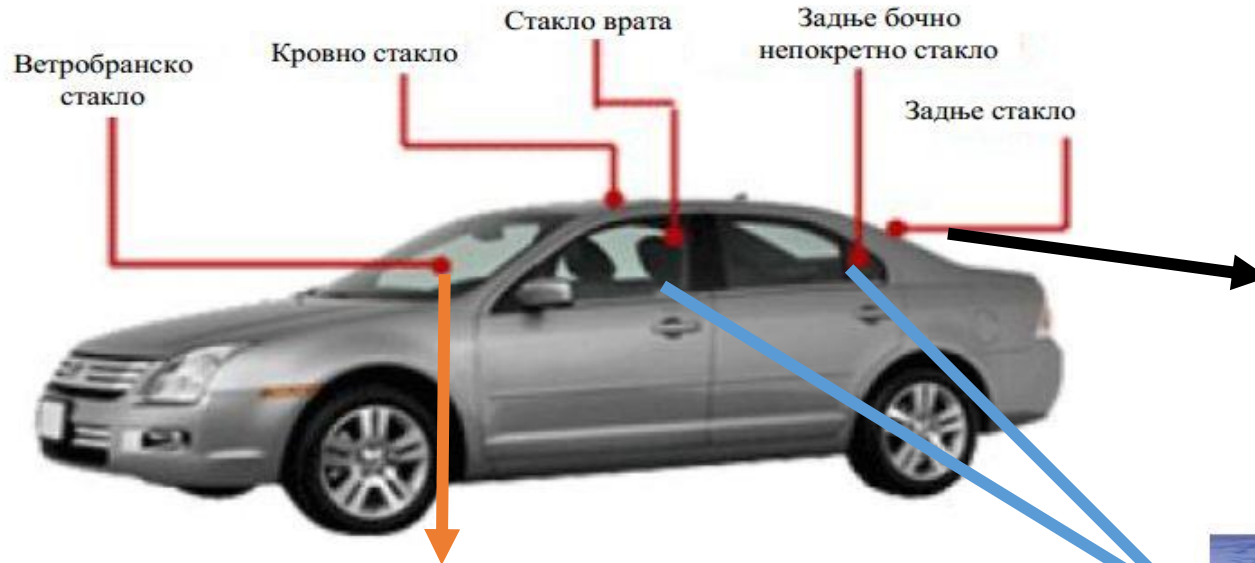 Ветробранско
стакло
Кровно стакло
Стакло врата
Задње бочно
непокретно стакло
Задње стакло